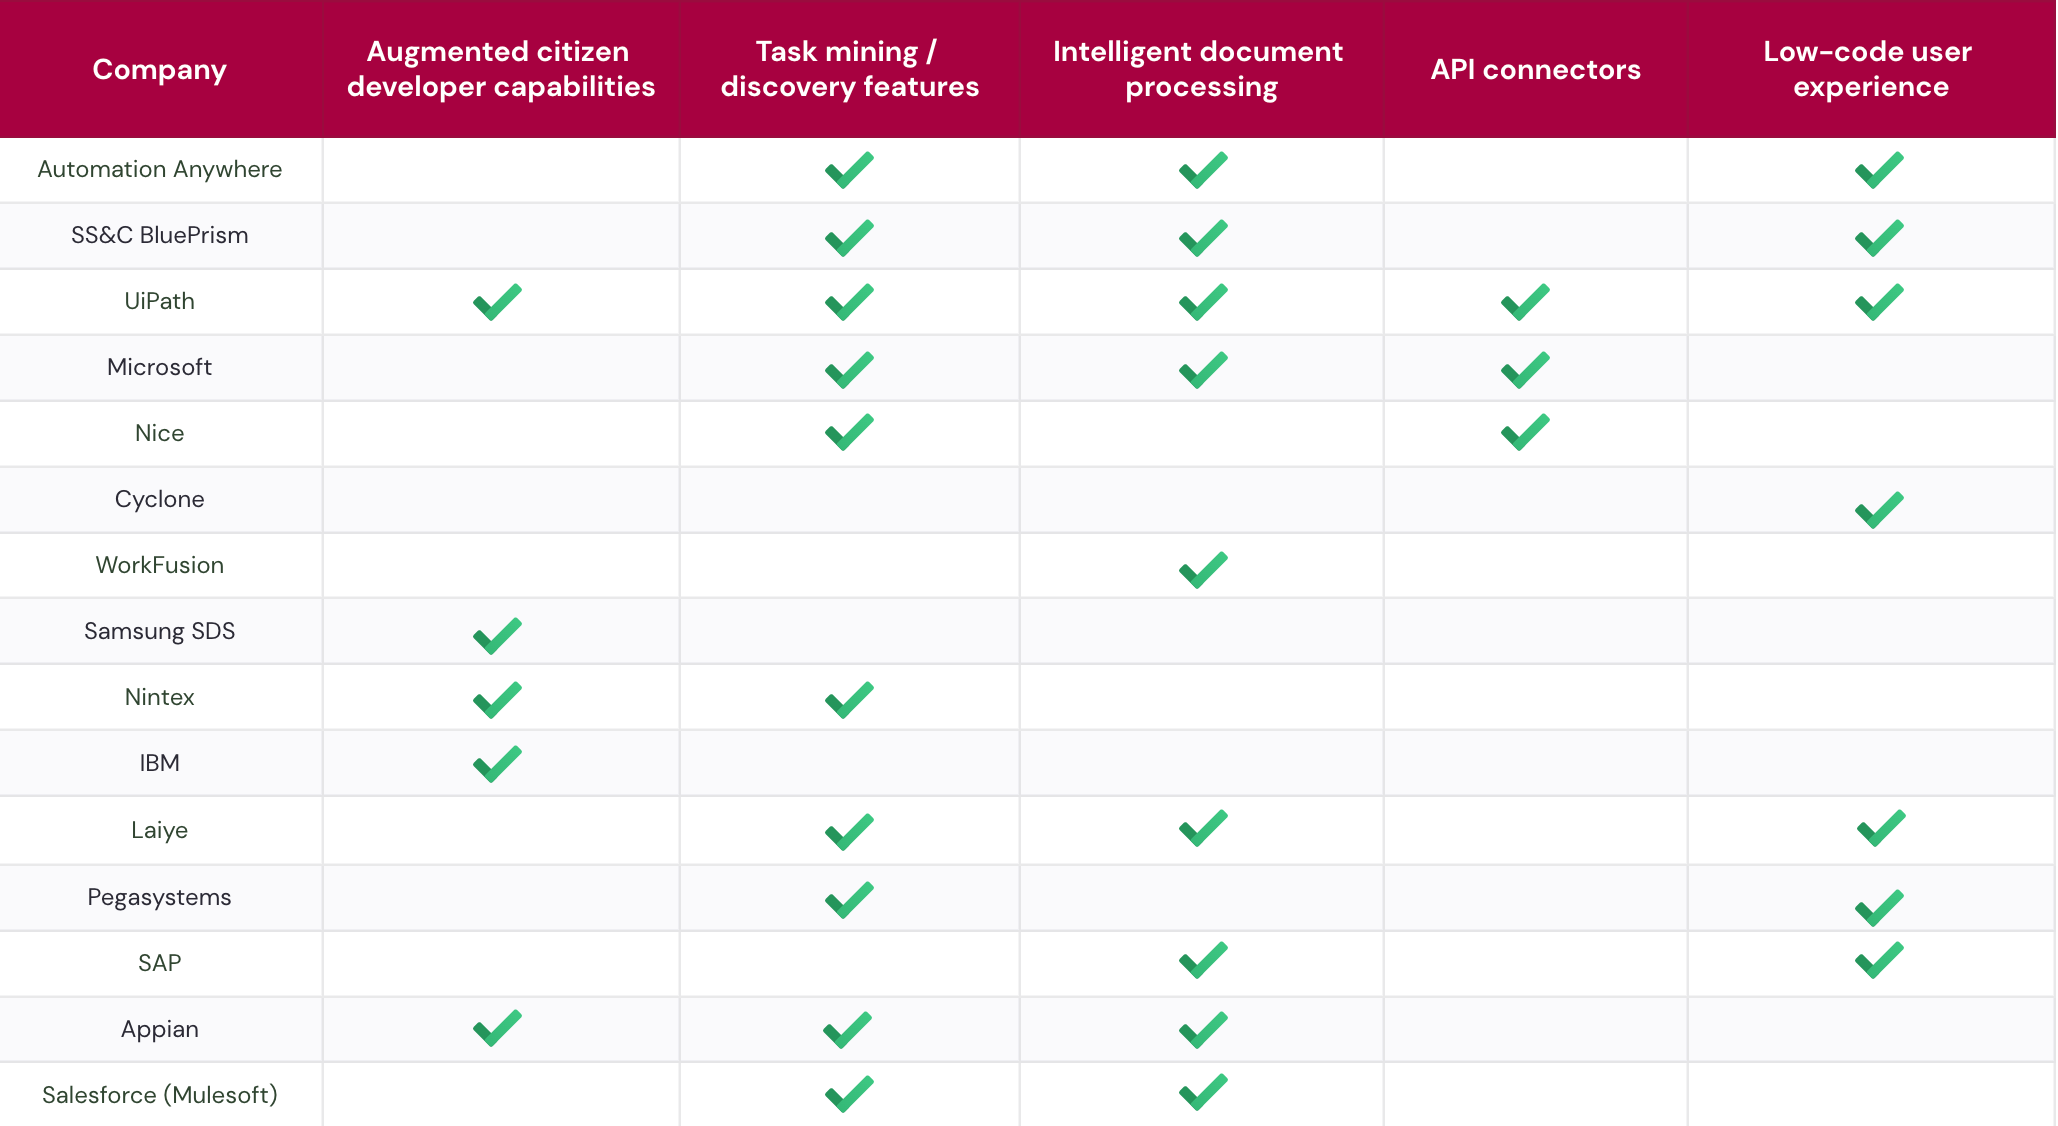 Company
Augmented citizen
developer capabilities
Task mining /
discovery features
Intelligent document
processing
API connectors
Low-code user
experience
Automation Anywhere
SS&C BluePrism
UiPath
Microsoft
Nice
Cyclone
WorkFusion
Samsung SDS
Nintex
IBM
Laiye
Pegasystems
SAP
Appian
Salesforce (Mulesoft)